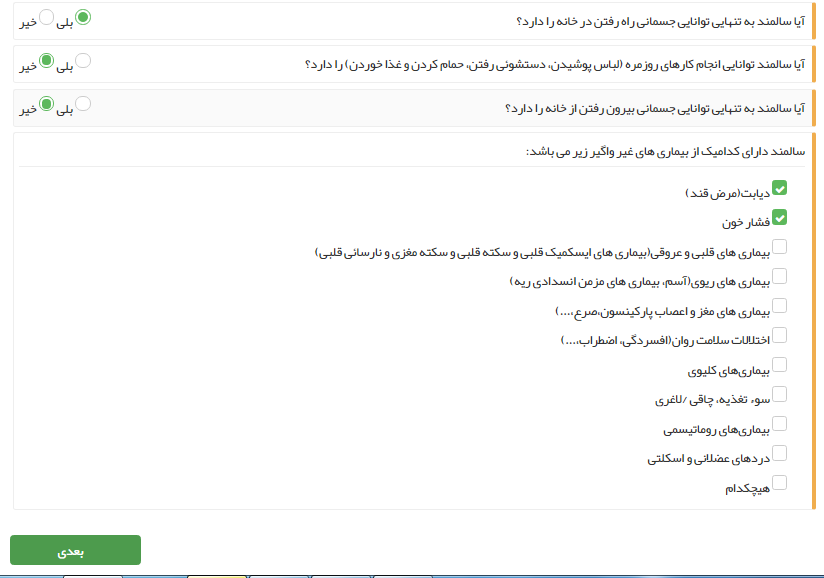 آیا سالمند به تنهایی توانایی جسمانی راه رفتن در خانه را دارد؟ بلی خیر
آیا سالمند توانایی انجام کارهای روزمره (لباس پوشیدن، دستشوئی رفتن، حمام کردن و غذا خوردن) را دارد؟ بلی خیر
آیا سالمند به تنهایی توانایی جسمانی بیرون رفتن از خانه را دارد؟ بلی خیر
سالمند دارای کدامیک از بیماری های غیر واگیر زیر می باشد:
دیابت(مرض قند)
فشار خون
بیماری های قلبی و عروقی(بیماری های ایسکمیک قلبی و سکته قلبی و سکته مغزی و نارسائی قلبی)
بیماری های ریوی(آسم، بیماری های مزمن انسدادی ریه)
بیماری های مغز و اعصاب پارکینسون،صرع،...)
اختلالات سلامت روان(افسردگی، اضطراب،...)
بیماری‌های کلیوی
سوء تغذیه، چاقی /لاغری
بیماری‌های روماتیسمی
دردهای عضلانی و اسکلتی
هیچکدام
بعدی